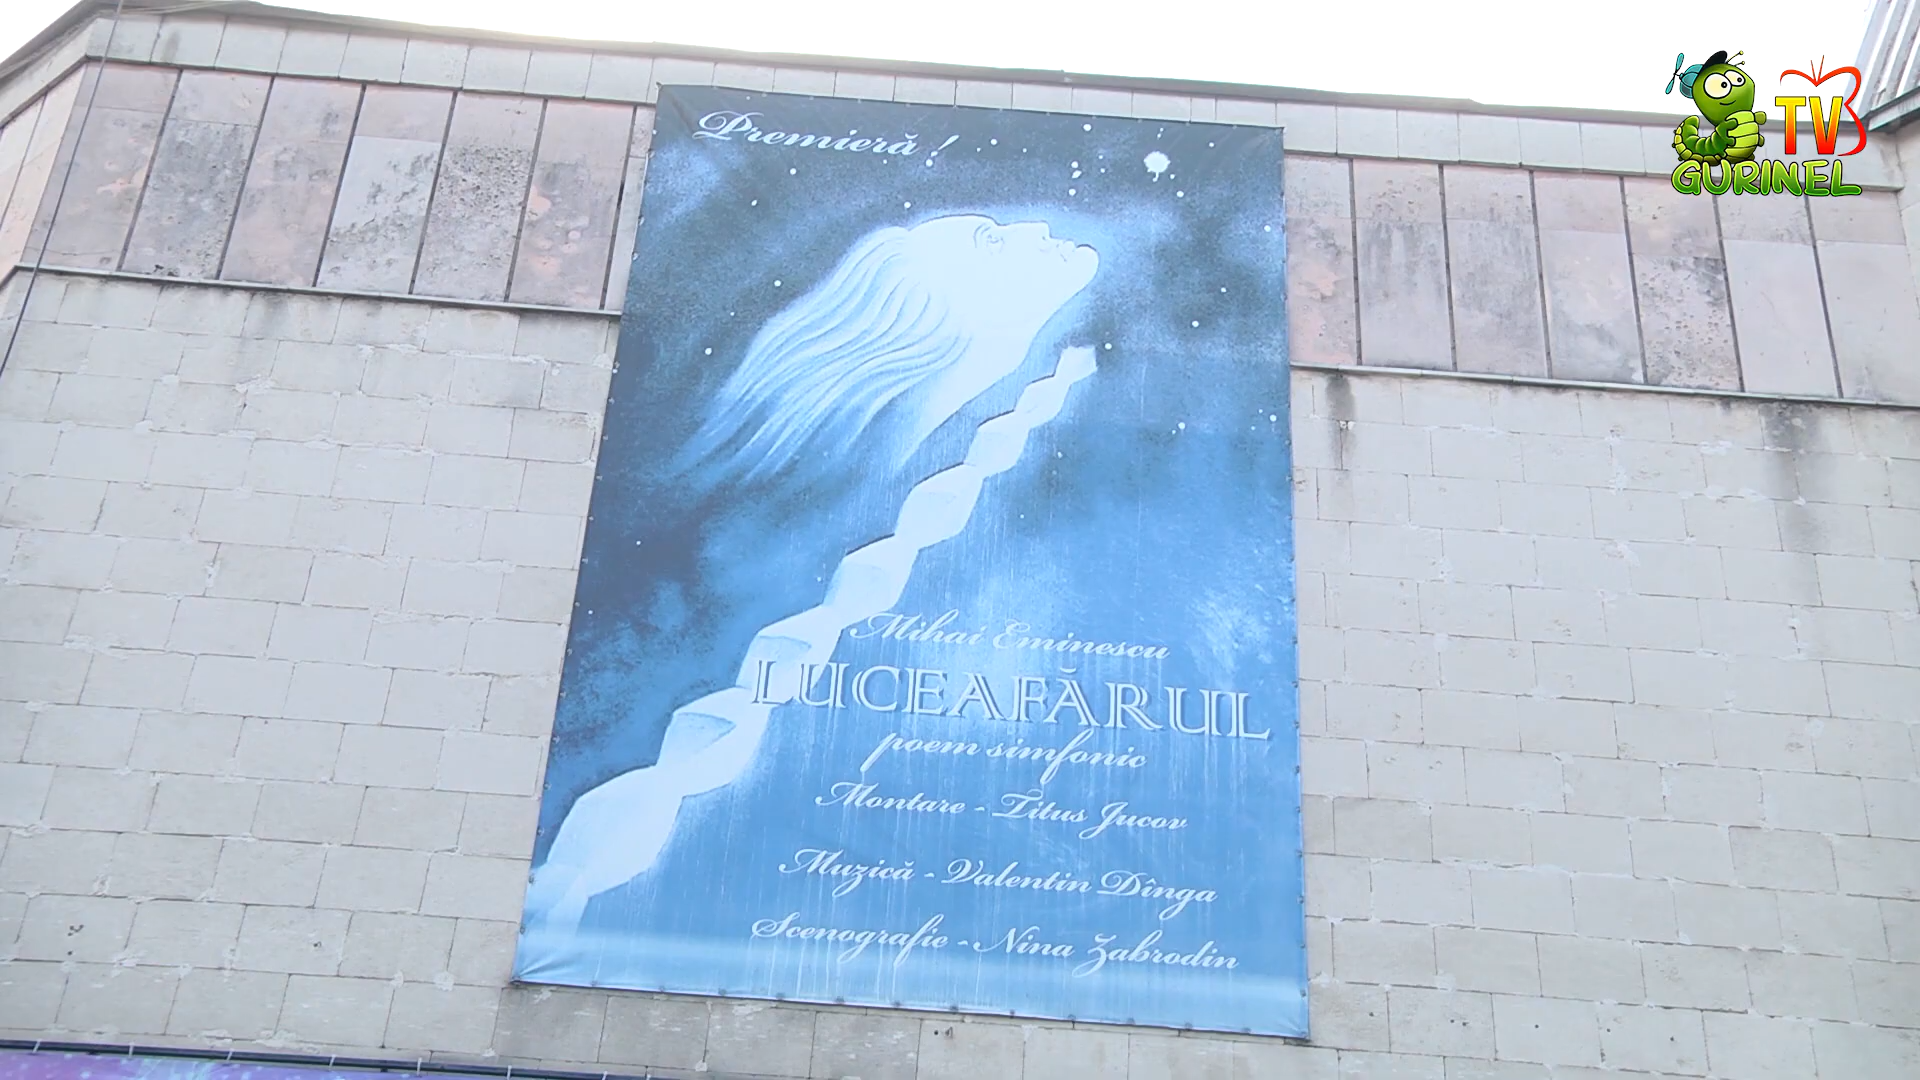 Premieră !
Mihai Eminescu
LUCEAFĂRUL
poem simfonic
Montare - Titus Jucov
Muzică - Valentin Dînga
Scenografie - Nina Zabrodin
TV
GURINEL